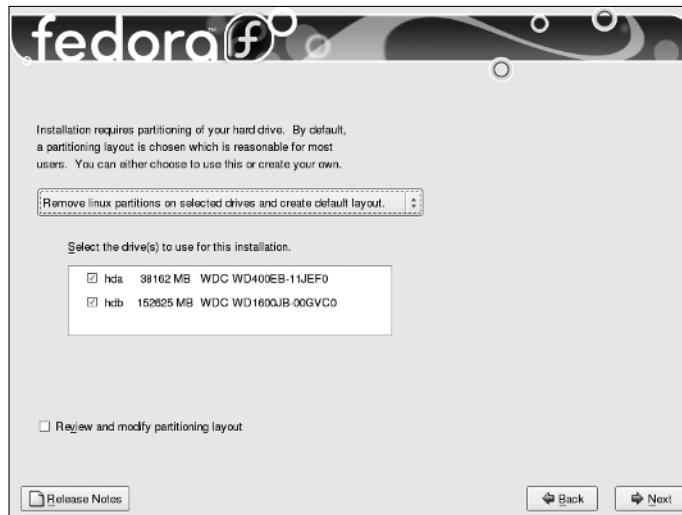 fedora
Installation requires partitioning of your hard drive. By default,
a partitioning layout is chosen which is reasonable for most
users. You can either choose to use this or create your own.
Remove linux partitions on selected drives and create default layout.
Select the drive(s) to use for this installation.
hda 38162 MB WDC WD400EB-11JEF0
hdb 152625 MB WDC WD1600JB-00GVC0
Review and modify partitioning layout
Release Notes
Back
Next